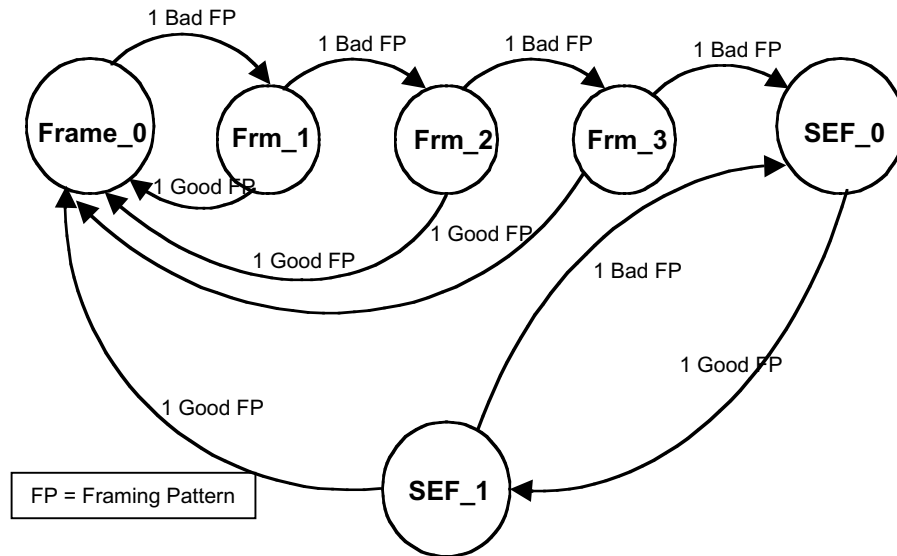 1 Bad FP
1 Bad FP
1 Bad FP
1 Bad FP
Frame_0
Frm_1
Frm_2
Frm_3
SEF_0
1 Good FP
1 Good FP
1 Good FP
1 Bad FP
1 Good FP
1 Good FP
SEF_1
FP = Framing Pattern